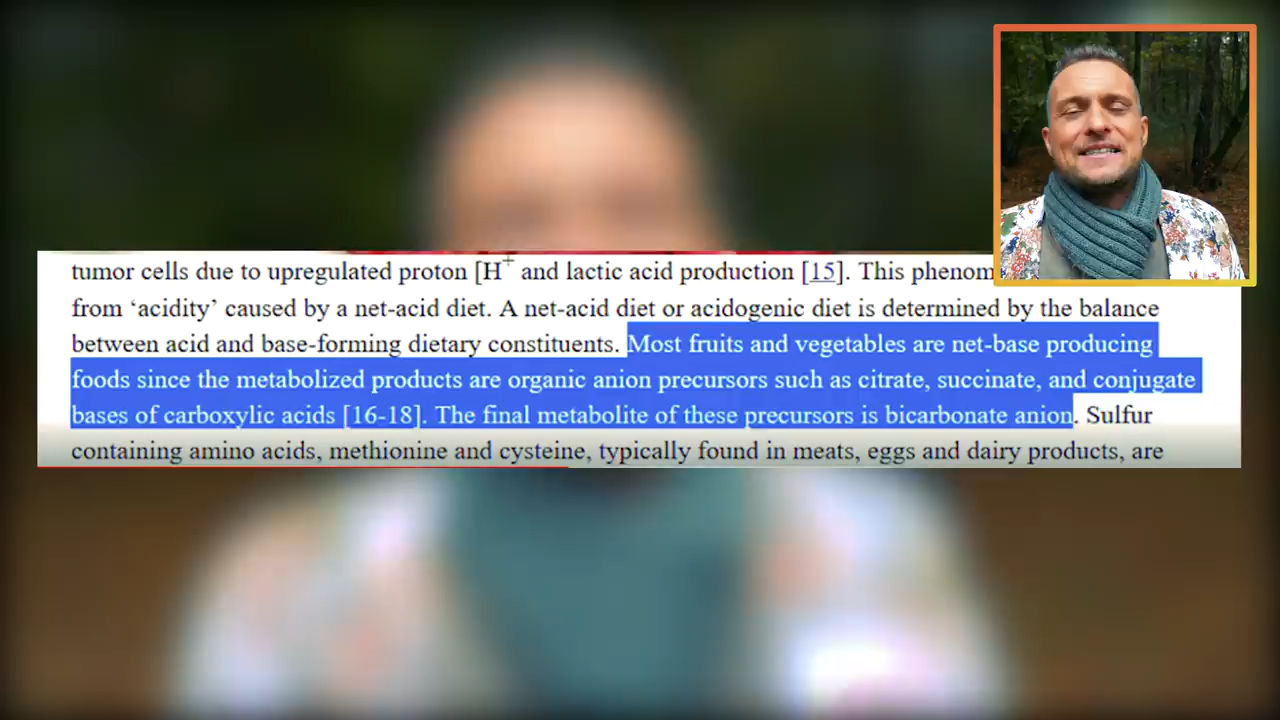 tumor cells due to upregulated proton [H+ and lactic acid production [15]. This phenom
from ‘acidity’ caused by a net-acid diet. A net-acid diet or acidogenic diet is determined by the balance
between acid and base-forming dietary constituents. Most fruits and vegetables are net-base producing
foods since the metabolized products are organic anion precursors such as citrate, succinate, and conjugate
bases of carboxylic acids [16-18]. The final metabolite of these precursors is bicarbonate anion. Sulfur
containing amino acids, methionine and cysteine, typically found in meats, eggs and dairy products, are